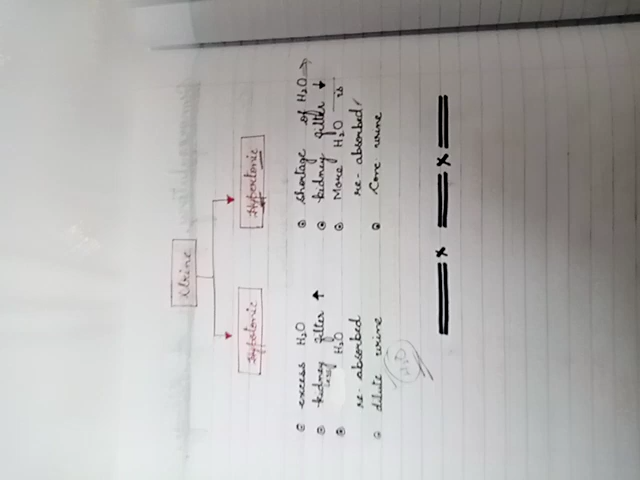 Urine
Hypotonic
excess H₂O
kidney filter ↑
less
H₂O
re-absorbed
dilute urine
H₂O
Hypertonic
Shortage of H₂O
kidney filter ↓
More H₂O is
re-absorbed
Conc. urine